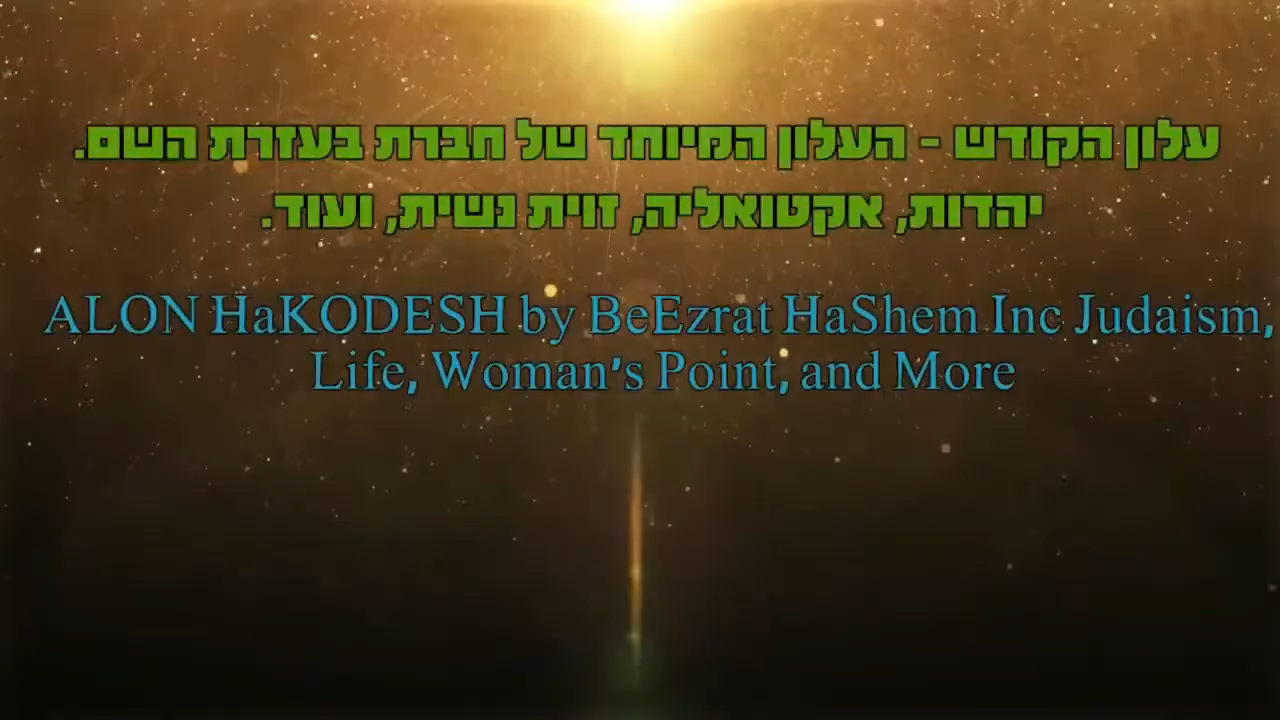 עלון הקודש - העלון המיוחד של חברת בעזרת השם.
יהדות, אקטואליה, זוית נשית, ועוד.
ALON HaKODESH by BeEzrat HaShem Inc Judaism,
Life, Woman's Point, and More